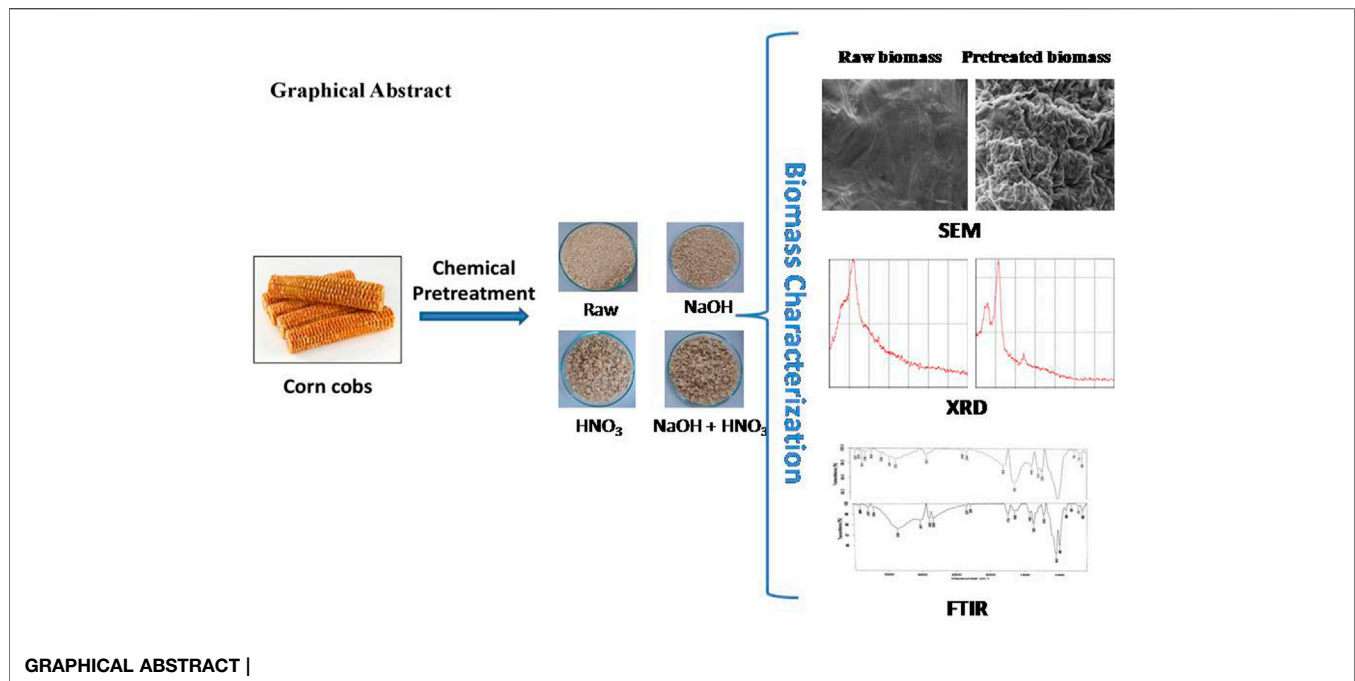 Graphical Abstract
Corn cobs
Chemical
Pretreatment
Raw
NaOH
HNO₃
NaOH + HNO₃
Biomass Characterization
Raw biomass
Pretreated biomass
SEM
XRD
FTIR
GRAPHICAL ABSTRACT |